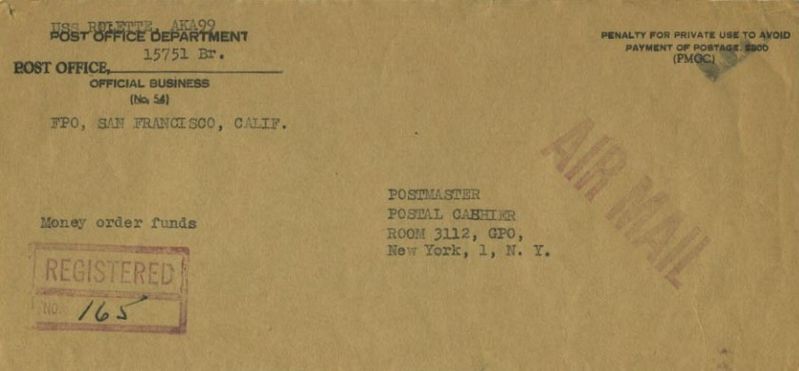 USS ROLETTE, AKA99
POST OFFICE DEPARTMENT
15751 Br.
POST OFFICE,
OFFICIAL BUSINESS
(No. 54)
FPO, SAN FRANCISCO, CALIF.
PENALTY FOR PRIVATE USE TO AVOID
PAYMENT OF POSTAGE, $300
(PMGC)
AIR MAIL
POSTMASTER
POSTAL CASHIER
ROOM 3112, GPO,
New York, 1, N. Y.
Money order funds
REGISTERED
NO. 165